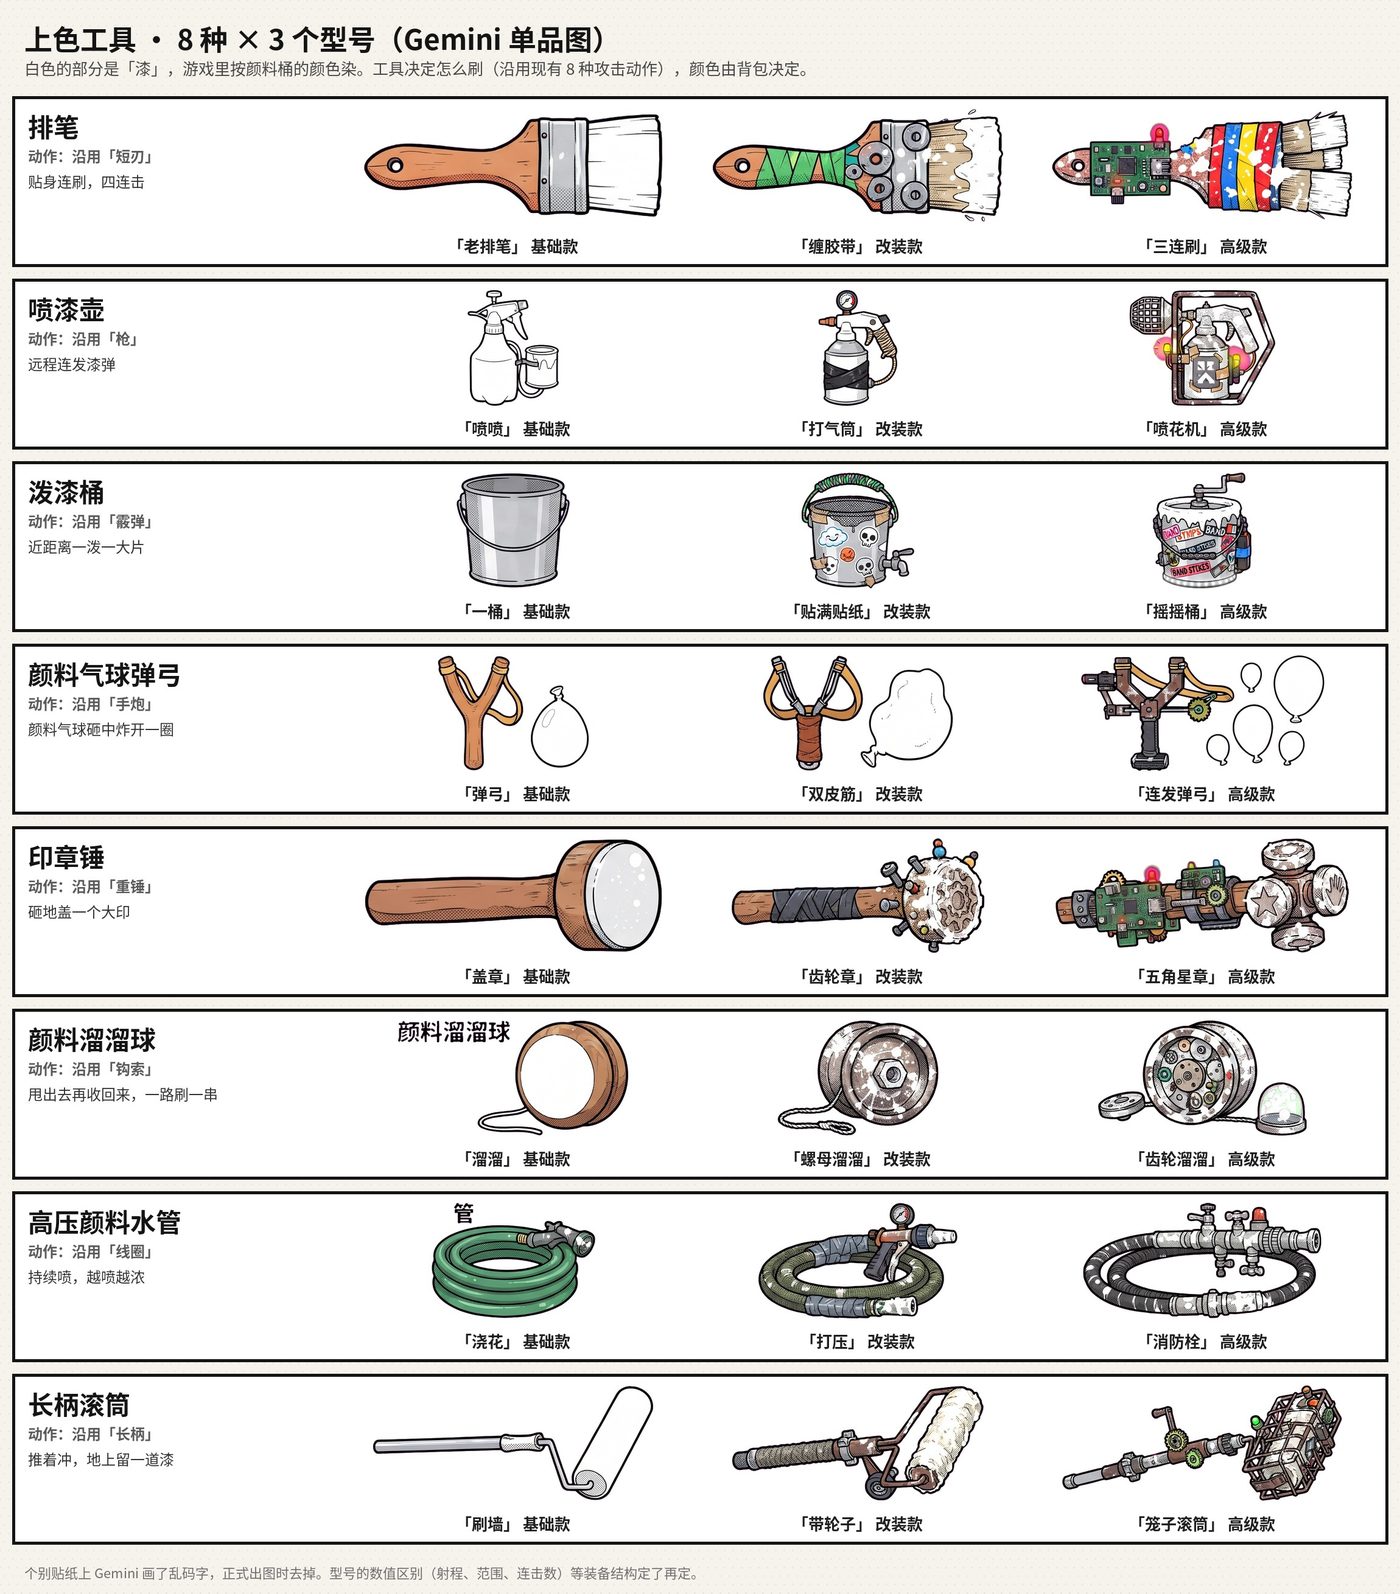 上色工具 · 8 种 × 3 个型号（Gemini 单品图）
白色的部分是「漆」，游戏里按颜料桶的颜色染。工具决定怎么刷（沿用现有 8 种攻击动作），颜色由背包决定。
排笔
动作：沿用「短刃」
贴身连刷，四连击
「老排笔」 基础款
「缠胶带」 改装款
「三连刷」 高级款
喷漆壶
动作：沿用「枪」
远程连发漆弹
「喷喷」 基础款
「打气筒」 改装款
「喷花机」 高级款
泼漆桶
动作：沿用「霰弹」
近距离一泼一大片
BAND
BAND STIKES
「一桶」 基础款
「贴满贴纸」 改装款
「摇摇桶」 高级款
颜料气球弹弓
动作：沿用「手炮」
颜料气球砸中炸开一圈
「弹弓」 基础款
「双皮筋」 改装款
「连发弹弓」 高级款
印章锤
动作：沿用「重锤」
砸地盖一个大印
「盖章」 基础款
「齿轮章」 改装款
「五角星章」 高级款
颜料溜溜球
动作：沿用「钩索」
甩出去再收回来，一路刷一串
颜料溜溜球
「溜溜」 基础款
「螺母溜溜」 改装款
「齿轮溜溜」 高级款
高压颜料水管
动作：沿用「线圈」
持续喷，越喷越浓
管
「浇花」 基础款
「打压」 改装款
「消防栓」 高级款
长柄滚筒
动作：沿用「长柄」
推着冲，地上留一道漆
「刷墙」 基础款
「带轮子」 改装款
「笼子滚筒」 高级款
个别贴纸上 Gemini 画了乱码字，正式出图时去掉。型号的数值区别（射程、范围、连击数）等装备结构定了再定。